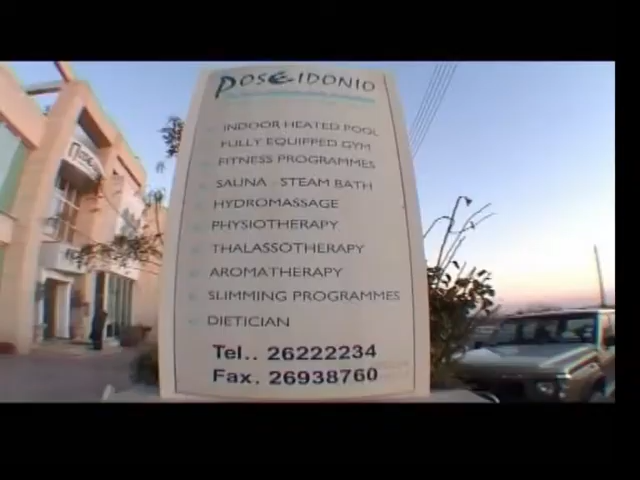 POSEIDONIO
INDOOR HEATED POOL
FULLY EQUIPPED GYM
FITNESS PROGRAMMES
SAUNA - STEAM BATH
HYDROMASSAGE
PHYSIOTHERAPY
THALASSOTHERAPY
AROMATHERAPY
SLIMMING PROGRAMMES
DIETICIAN
Tel.. 26222234
Fax. 26938760